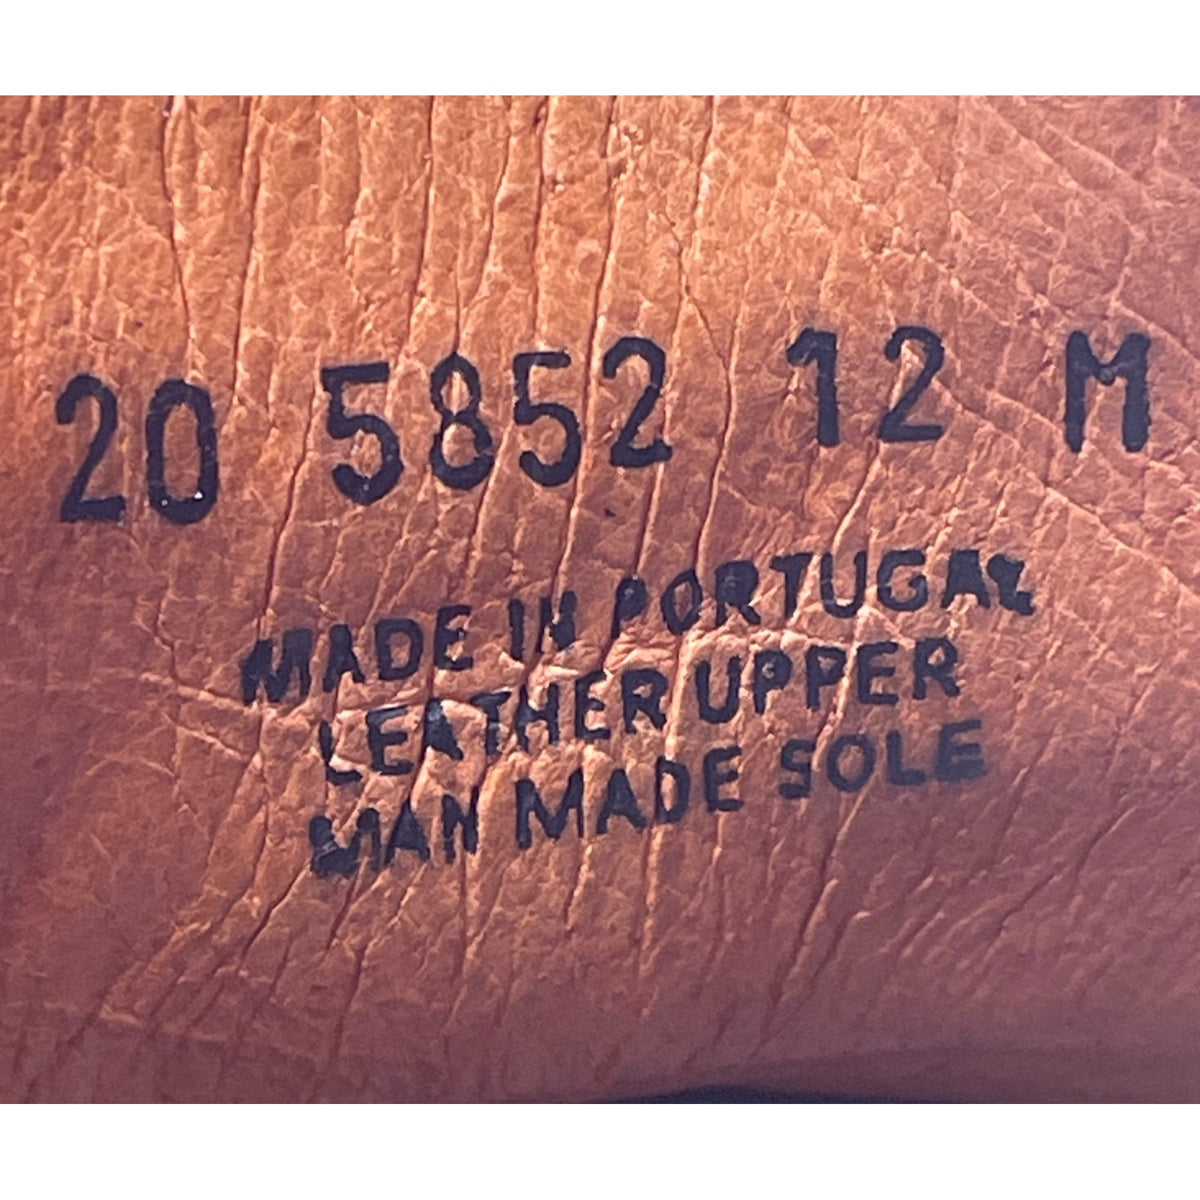 20 5852 12 M
MADE IN PORTUGAL
LEATHER UPPER
MAN MADE SOLE